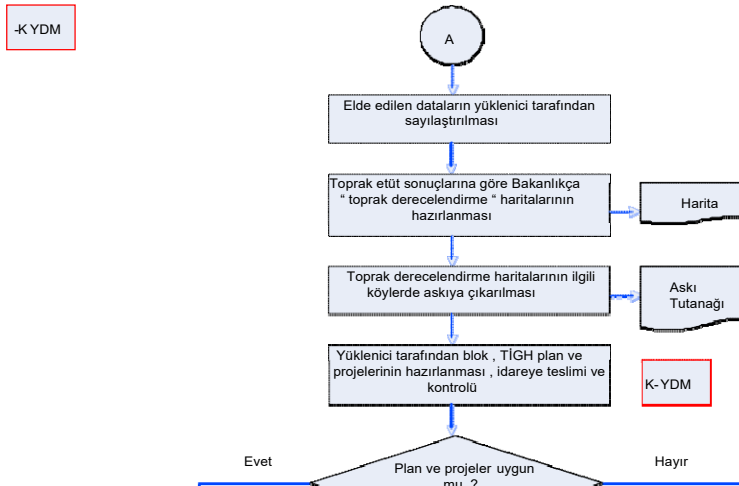 -K YDM
A
Elde edilen dataların yüklenici tarafından
sayılaştırılması
Toprak etüt sonuçlarına göre Bakanlıkça
“ toprak derecelendirme “ haritalarının
hazırlanması
Harita
Toprak derecelendirme haritalarının ilgili
köylerde askıya çıkarılması
Askı
Tutanağı
Yüklenici tarafından blok , TİGH plan ve
projelerinin hazırlanması , idareye teslimi ve
kontrolü
K- YDM
Evet
Plan ve projeler uygun
mu ?
Hayır